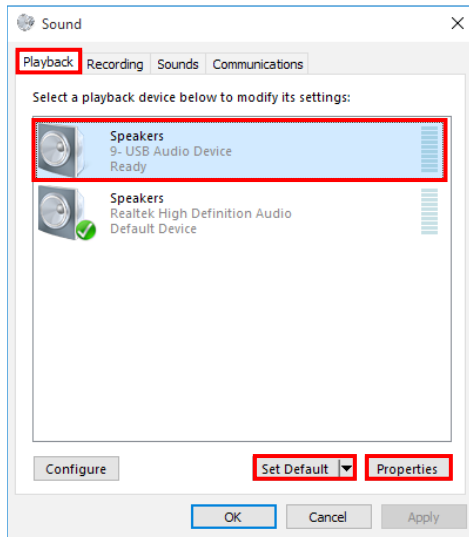 Sound
Playback Recording Sounds Communications
Select a playback device below to modify its settings:
Speakers
9- USB Audio Device
Ready
Speakers
Realtek High Definition Audio
Default Device
Configure Set Default Properties
OK Cancel Apply